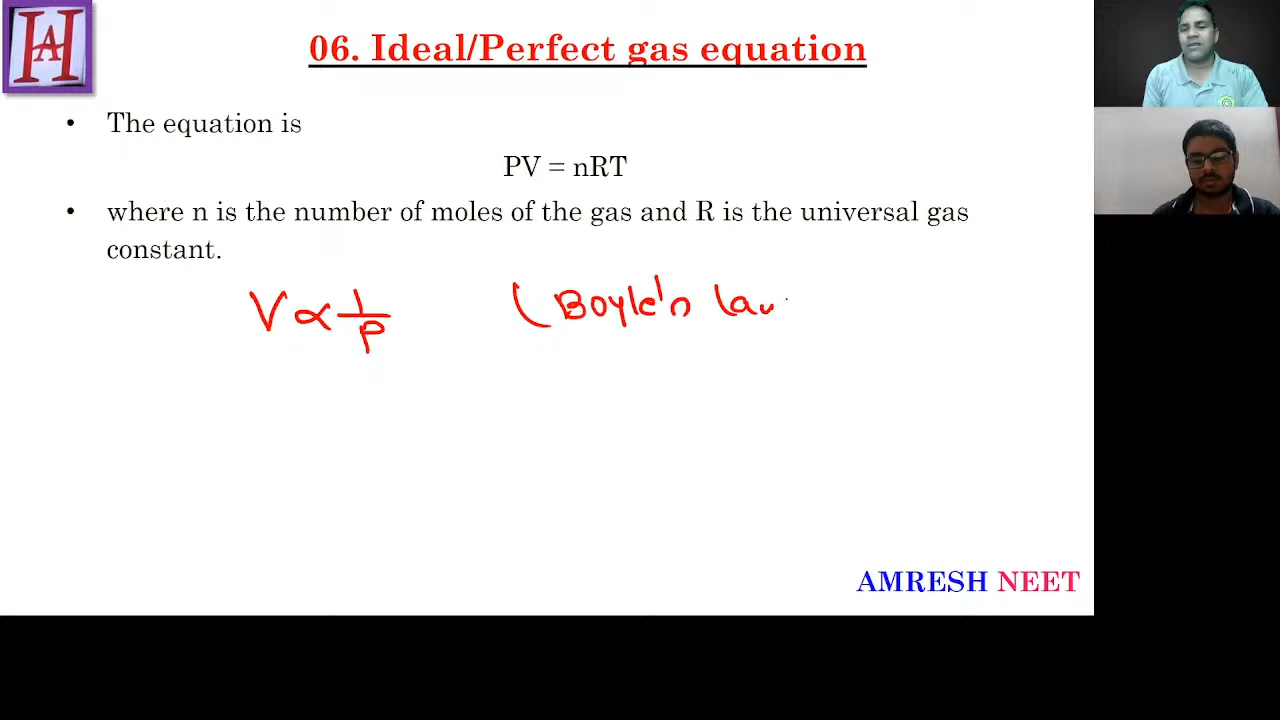 HA
06. Ideal/Perfect gas equation
• The equation is
PV = nRT
• where n is the number of moles of the gas and R is the universal gas
constant.
V ∝ 1/P (Boyle's law
AMRESH NEET